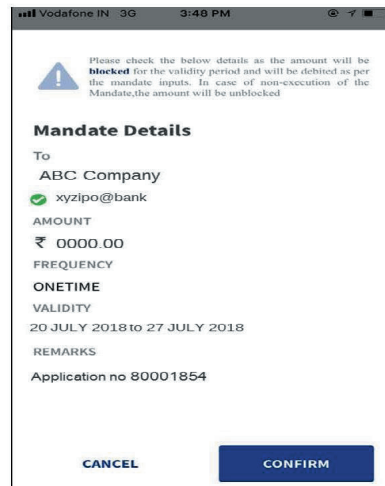 Vodafone IN 3G 3:48 PM
Please check the below details as the amount will be
blocked for the validity period and will be debited as per
the mandate inputs. In case of non-execution of the
Mandate,the amount will be unblocked
Mandate Details
To
ABC Company
xyzipo@bank
AMOUNT
₹ 0000.00
FREQUENCY
ONETIME
VALIDITY
20 JULY 2018 to 27 JULY 2018
REMARKS
Application no 80001854
CANCEL CONFIRM